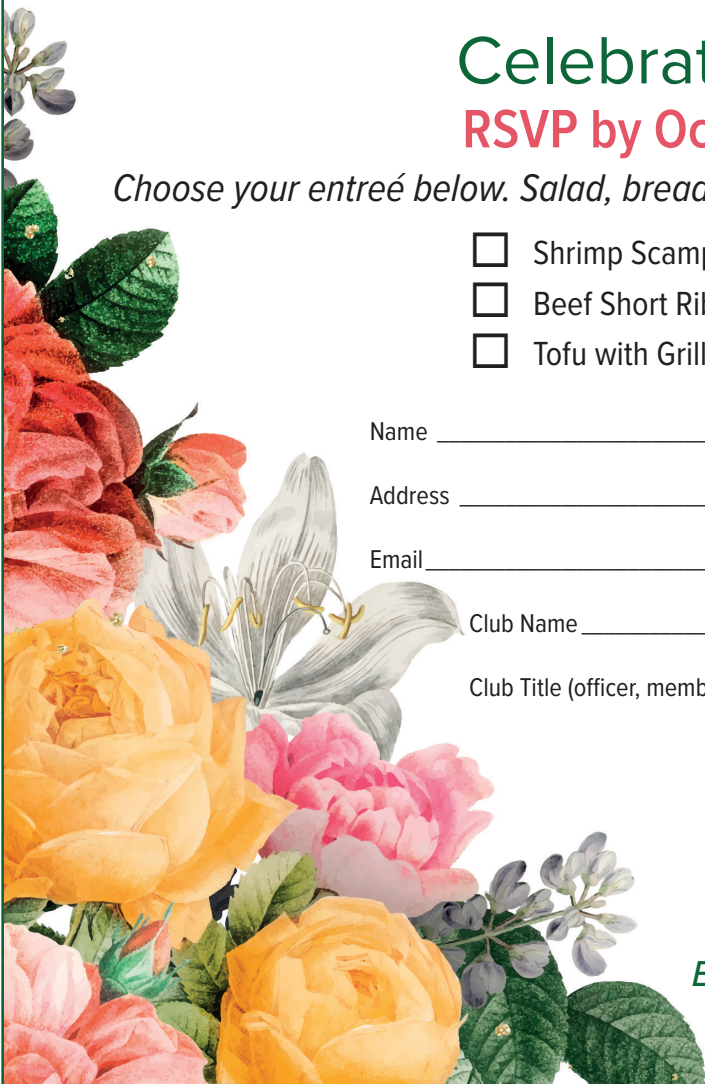 Celebrat
RSVP by Oc
Choose your entreé below. Salad, bread
Shrimp Scamp
Beef Short Rib
Tofu with Grill
Name
Address
Email
Club Name
Club Title (officer, memb
E